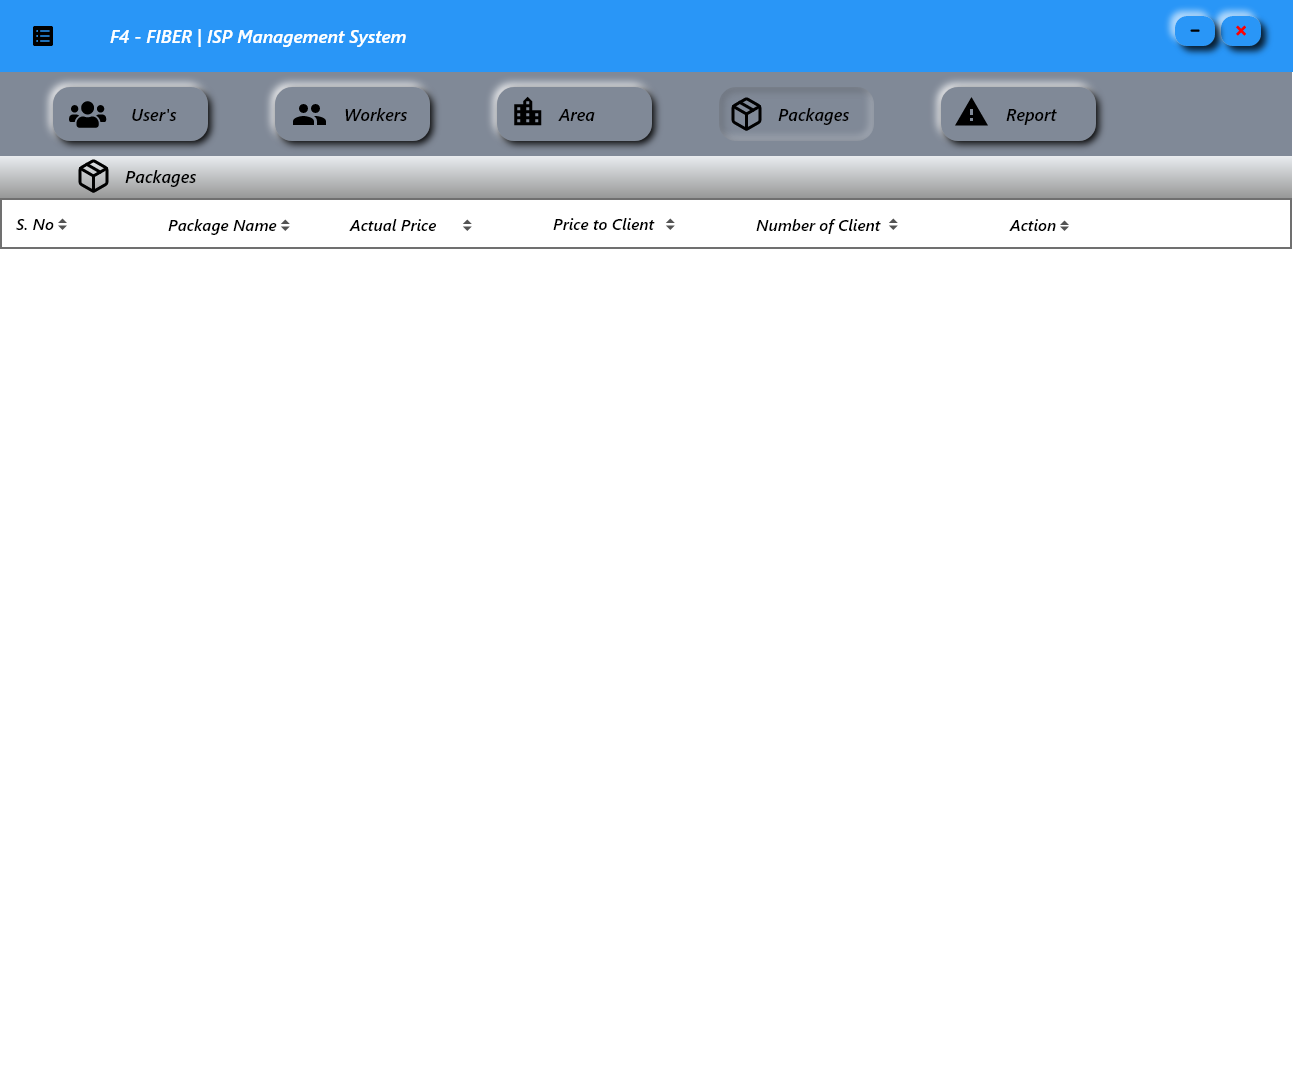 F4 - FIBER | ISP Management System
User's Workers Area Packages Report
Packages
S. No Package Name Actual Price Price to Client Number of Client Action